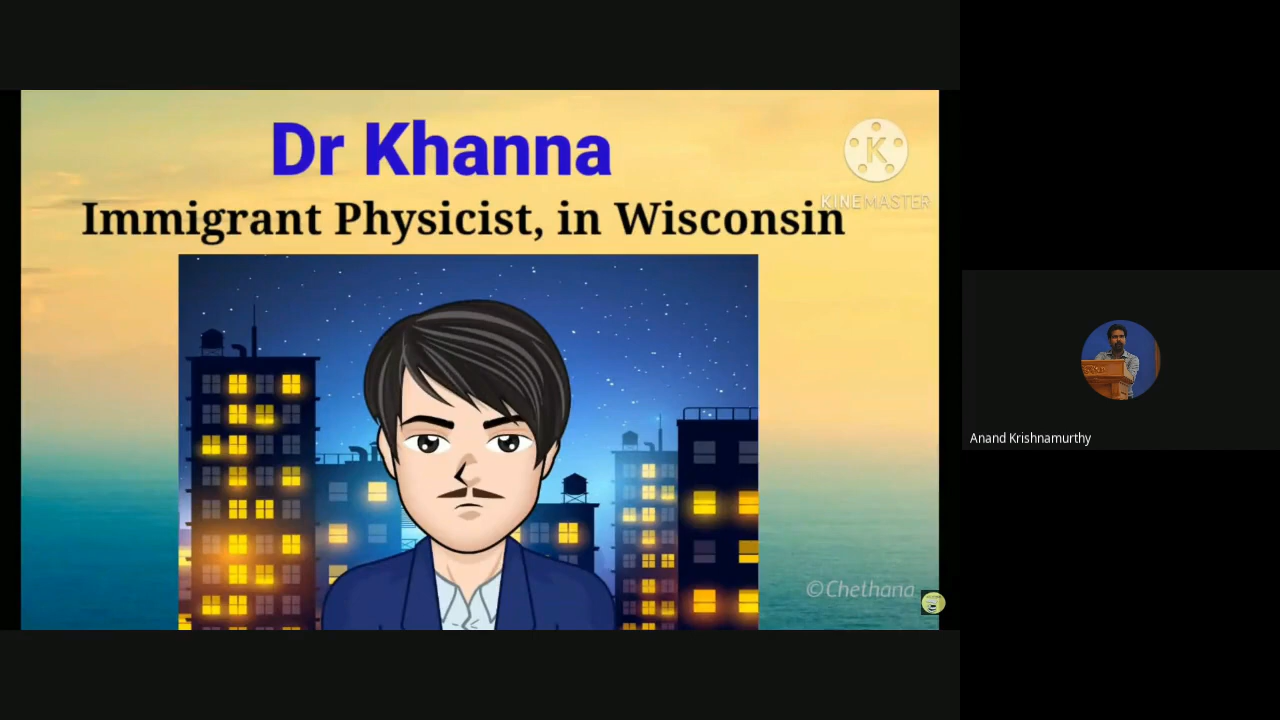 Dr Khanna
K
KINEMASTER
Immigrant Physicist, in Wisconsin
©Chethana
Anand Krishnamurthy